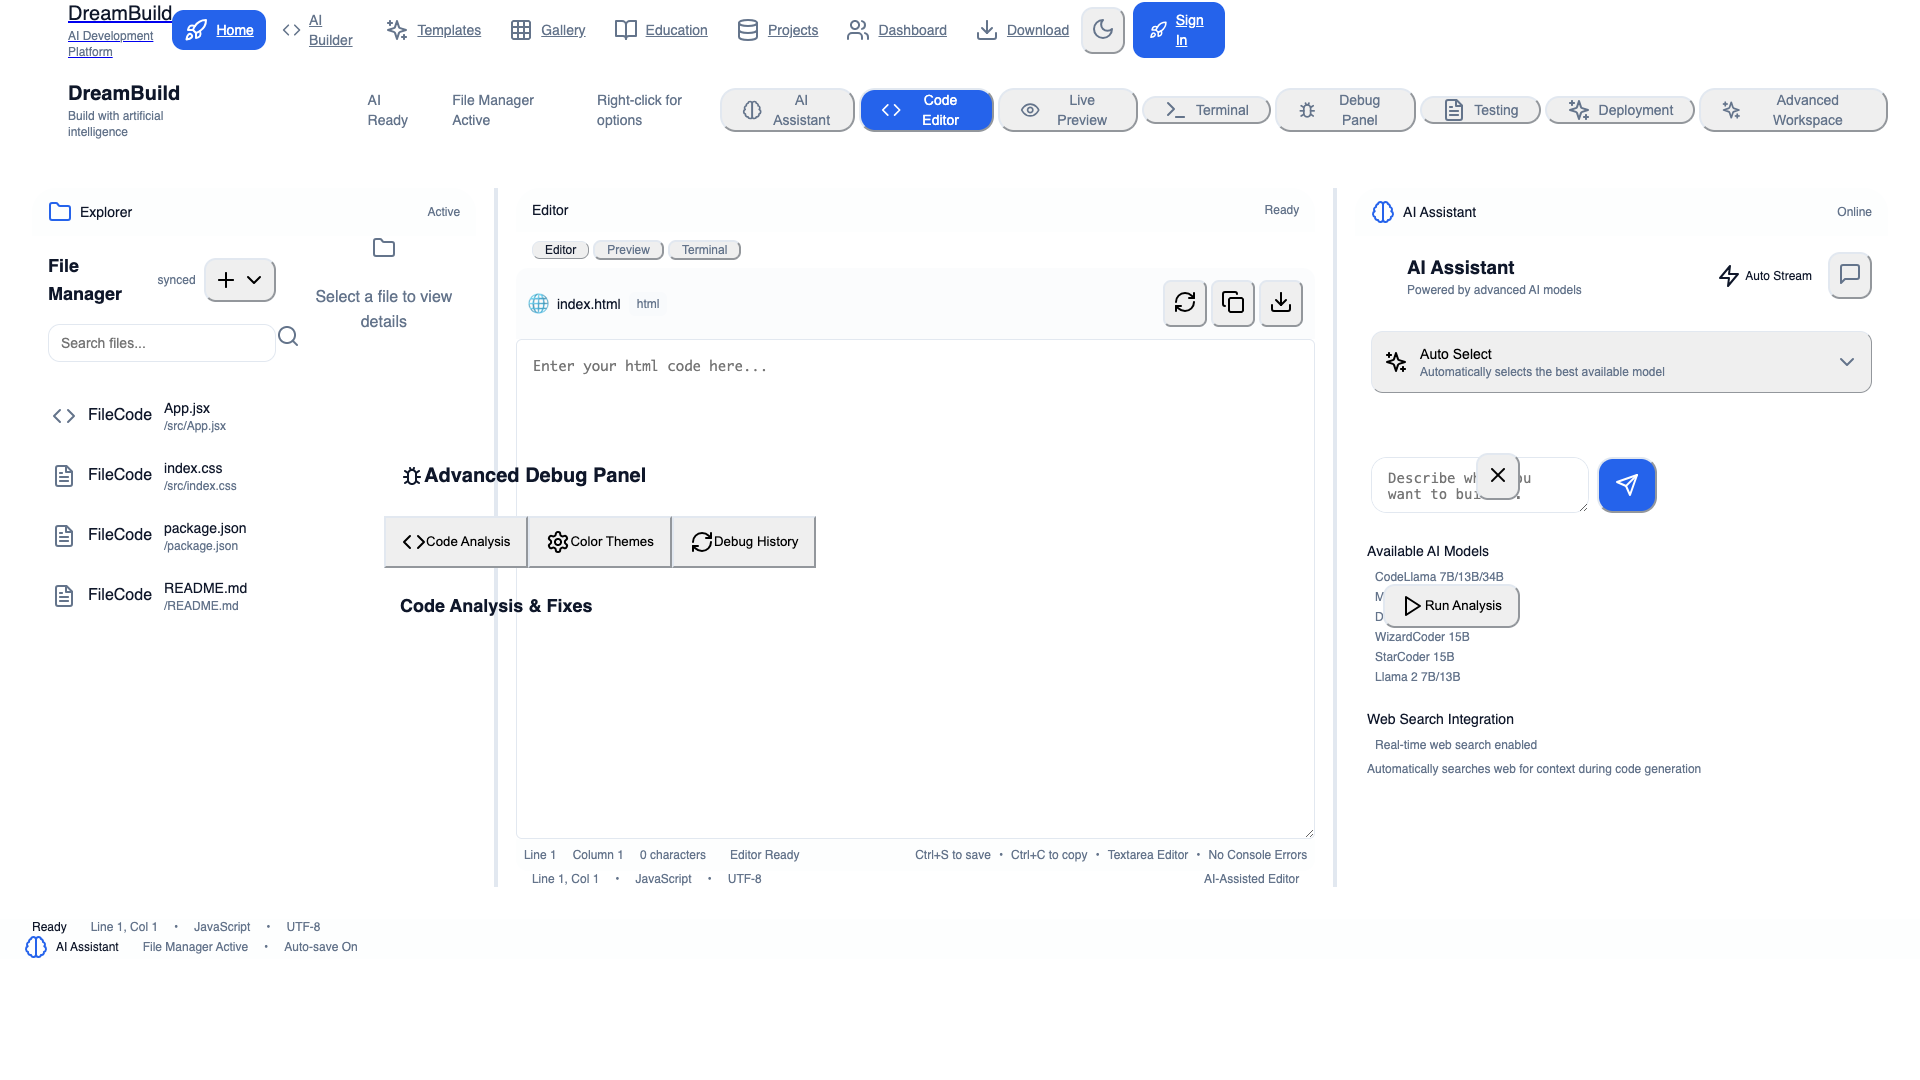 DreamBuild
AI Development
Platform
Home
AI
Builder
Templates
Gallery
Education
Projects
Dashboard
Download
Sign
In
DreamBuild
Build with artificial
intelligence
AI
Ready
File Manager
Active
Right-click for
options
AI
Assistant
Code
Editor
Live
Preview
Terminal
Debug
Panel
Testing
Deployment
Advanced
Workspace
Explorer
Active
File
Manager
synced
Search files...
Select a file to view
details
FileCode
App.jsx
/src/App.jsx
FileCode
index.css
/src/index.css
FileCode
package.json
/package.json
FileCode
README.md
/README.md
Editor
Ready
Editor
Preview
Terminal
index.html
html
Enter your html code here...
Advanced Debug Panel
Code Analysis
Color Themes
Debug History
Code Analysis & Fixes
Run Analysis
Line 1
Column 1
0 characters
Editor Ready
Ctrl+S to save • Ctrl+C to copy • Textarea Editor • No Console Errors
Line 1, Col 1 • JavaScript • UTF-8
AI-Assisted Editor
AI Assistant
Online
AI Assistant
Powered by advanced AI models
Auto Stream
Auto Select
Automatically selects the best available model
Describe
want to
Available AI Models
CodeLlama 7B/13B/34B
WizardCoder 15B
StarCoder 15B
Llama 2 7B/13B
Web Search Integration
Real-time web search enabled
Automatically searches web for context during code generation
Ready
Line 1, Col 1 • JavaScript • UTF-8
AI Assistant
File Manager Active • Auto-save On